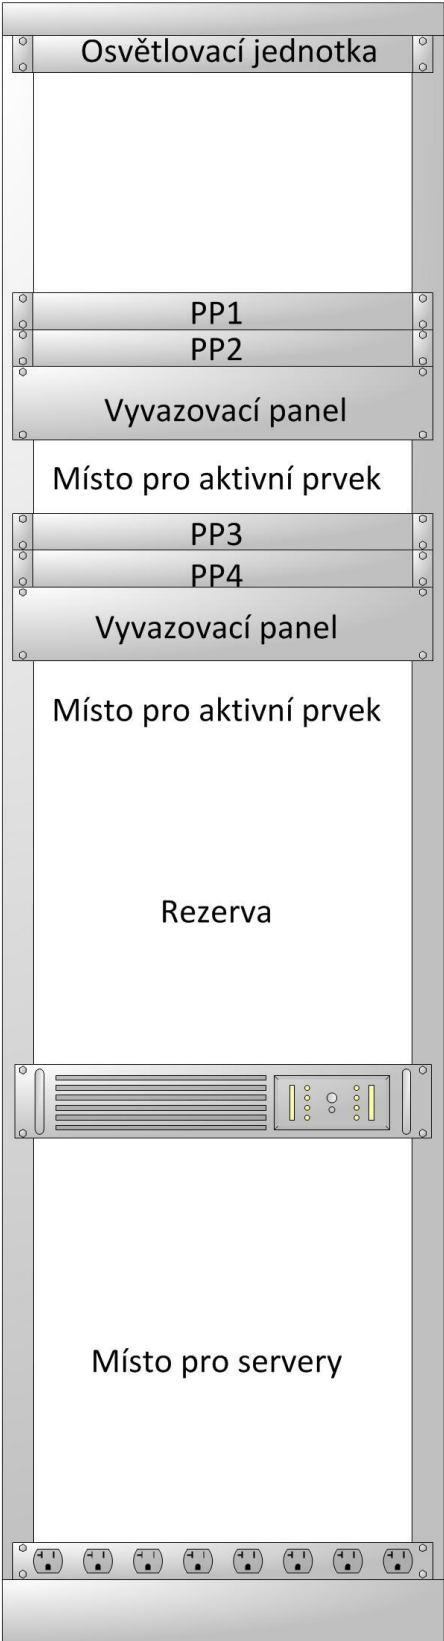 Osvětlovací jednotka
PP1
PP2
Vyvazovací panel
Místo pro aktivní prvek
PP3
PP4
Vyvazovací panel
Místo pro aktivní prvek
Rezerva
Místo pro servery